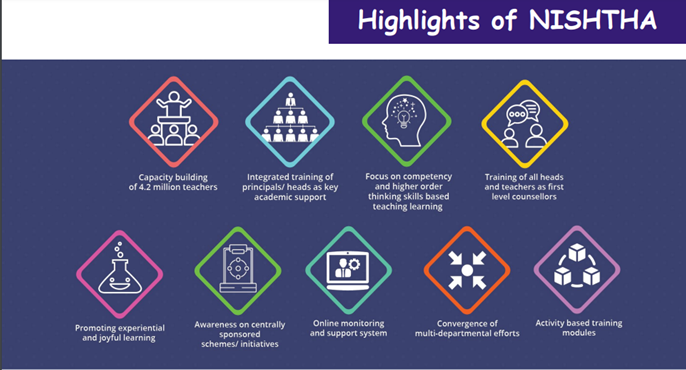 Highlights of NISHTHA
Capacity building
of 4.2 million teachers
Integrated training of
principals/ heads as key
academic support
Focus on competency
and higher order
thinking skills based
teaching learning
Training of all heads
and teachers as first
level counsellors
Promoting experiential
and joyful learning
Awareness on centrally
sponsored
schemes/ initiatives
Online monitoring
and support system
Convergence of
multi-departmental efforts
Activity based training
modules